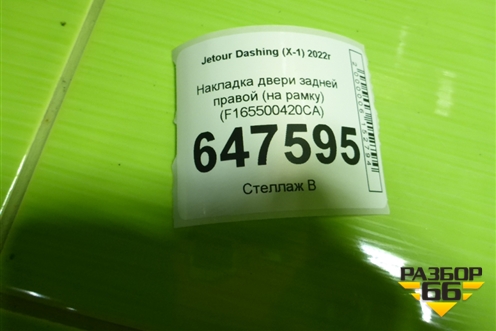 Jetour Dashing (X-1) 2022г
Накладка двери задней
правой (на рамку)
(F165500420CA)
647595
Стеллаж В
РАЗБОР
66